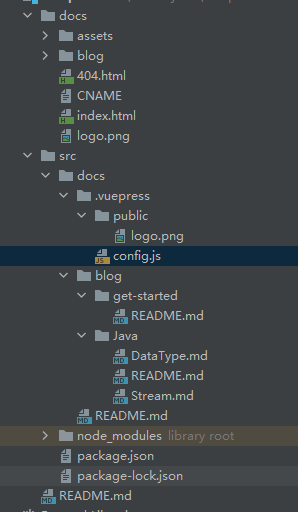 docs
assets
blog
404.html
CNAME
index.html
logo.png
src
docs
.vuepress
public
logo.png
config.js
blog
get-started
README.md
Java
DataType.md
README.md
Stream.md
README.md
node_modules library root
package.json
package-lock.json
README.md